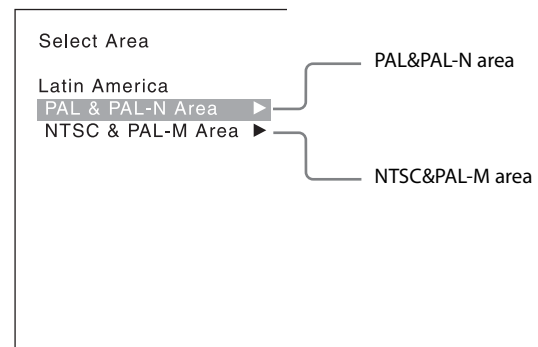 Select Area
PAL&PAL-N area
Latin America
PAL & PAL-N Area ▶
NTSC & PAL-M Area ▶
NTSC&PAL-M area